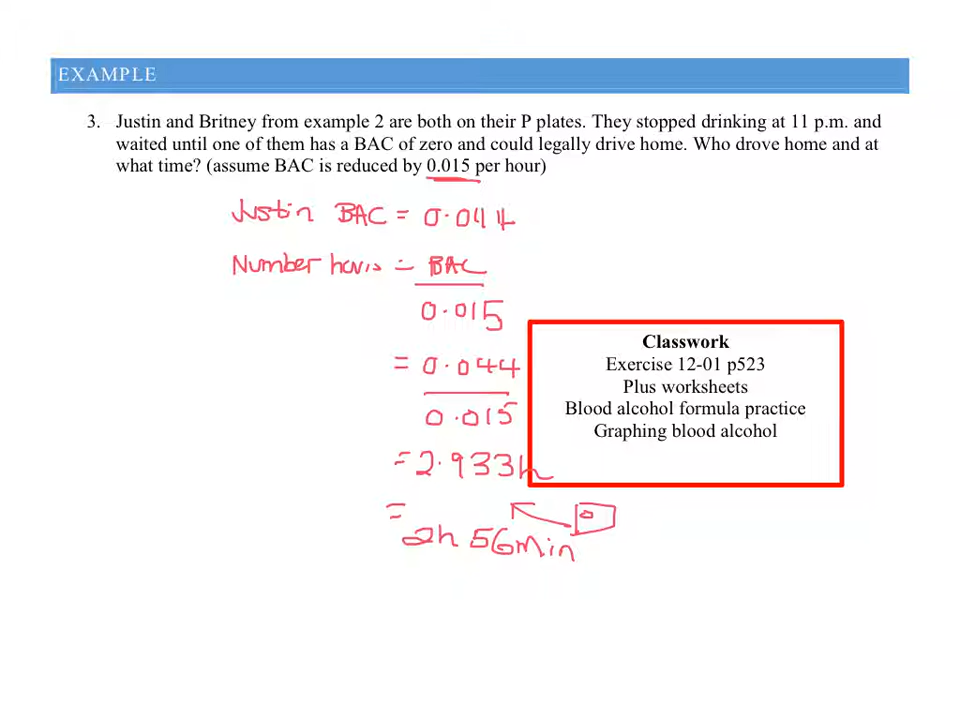 EXAMPLE
3. Justin and Britney from example 2 are both on their P plates. They stopped drinking at 11 p.m. and
waited until one of them has a BAC of zero and could legally drive home. Who drove home and at
what time? (assume BAC is reduced by 0.015 per hour)
Justin BAC = 0.044
Number hours = BAC
0.015
= 0.044
0.015
= 2.933h
=
2h 56min
Classwork
Exercise 12-01 p523
Plus worksheets
Blood alcohol formula practice
Graphing blood alcohol